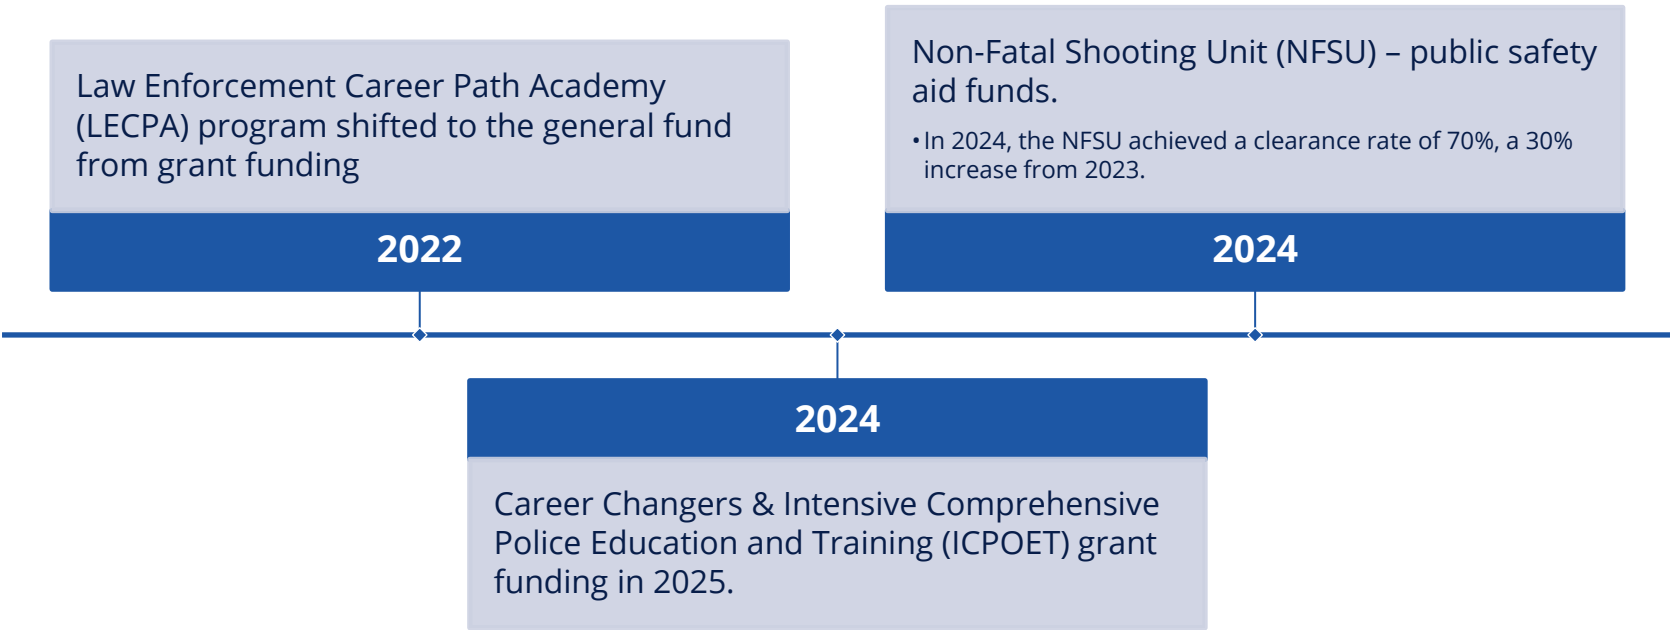 Law Enforcement Career Path Academy
(LECPA) program shifted to the general fund
from grant funding
2022
2024
Career Changers & Intensive Comprehensive
Police Education and Training (ICPOET) grant
funding in 2025.
Non-Fatal Shooting Unit (NFSU) – public safety
aid funds.
• In 2024, the NFSU achieved a clearance rate of 70%, a 30%
increase from 2023.
2024